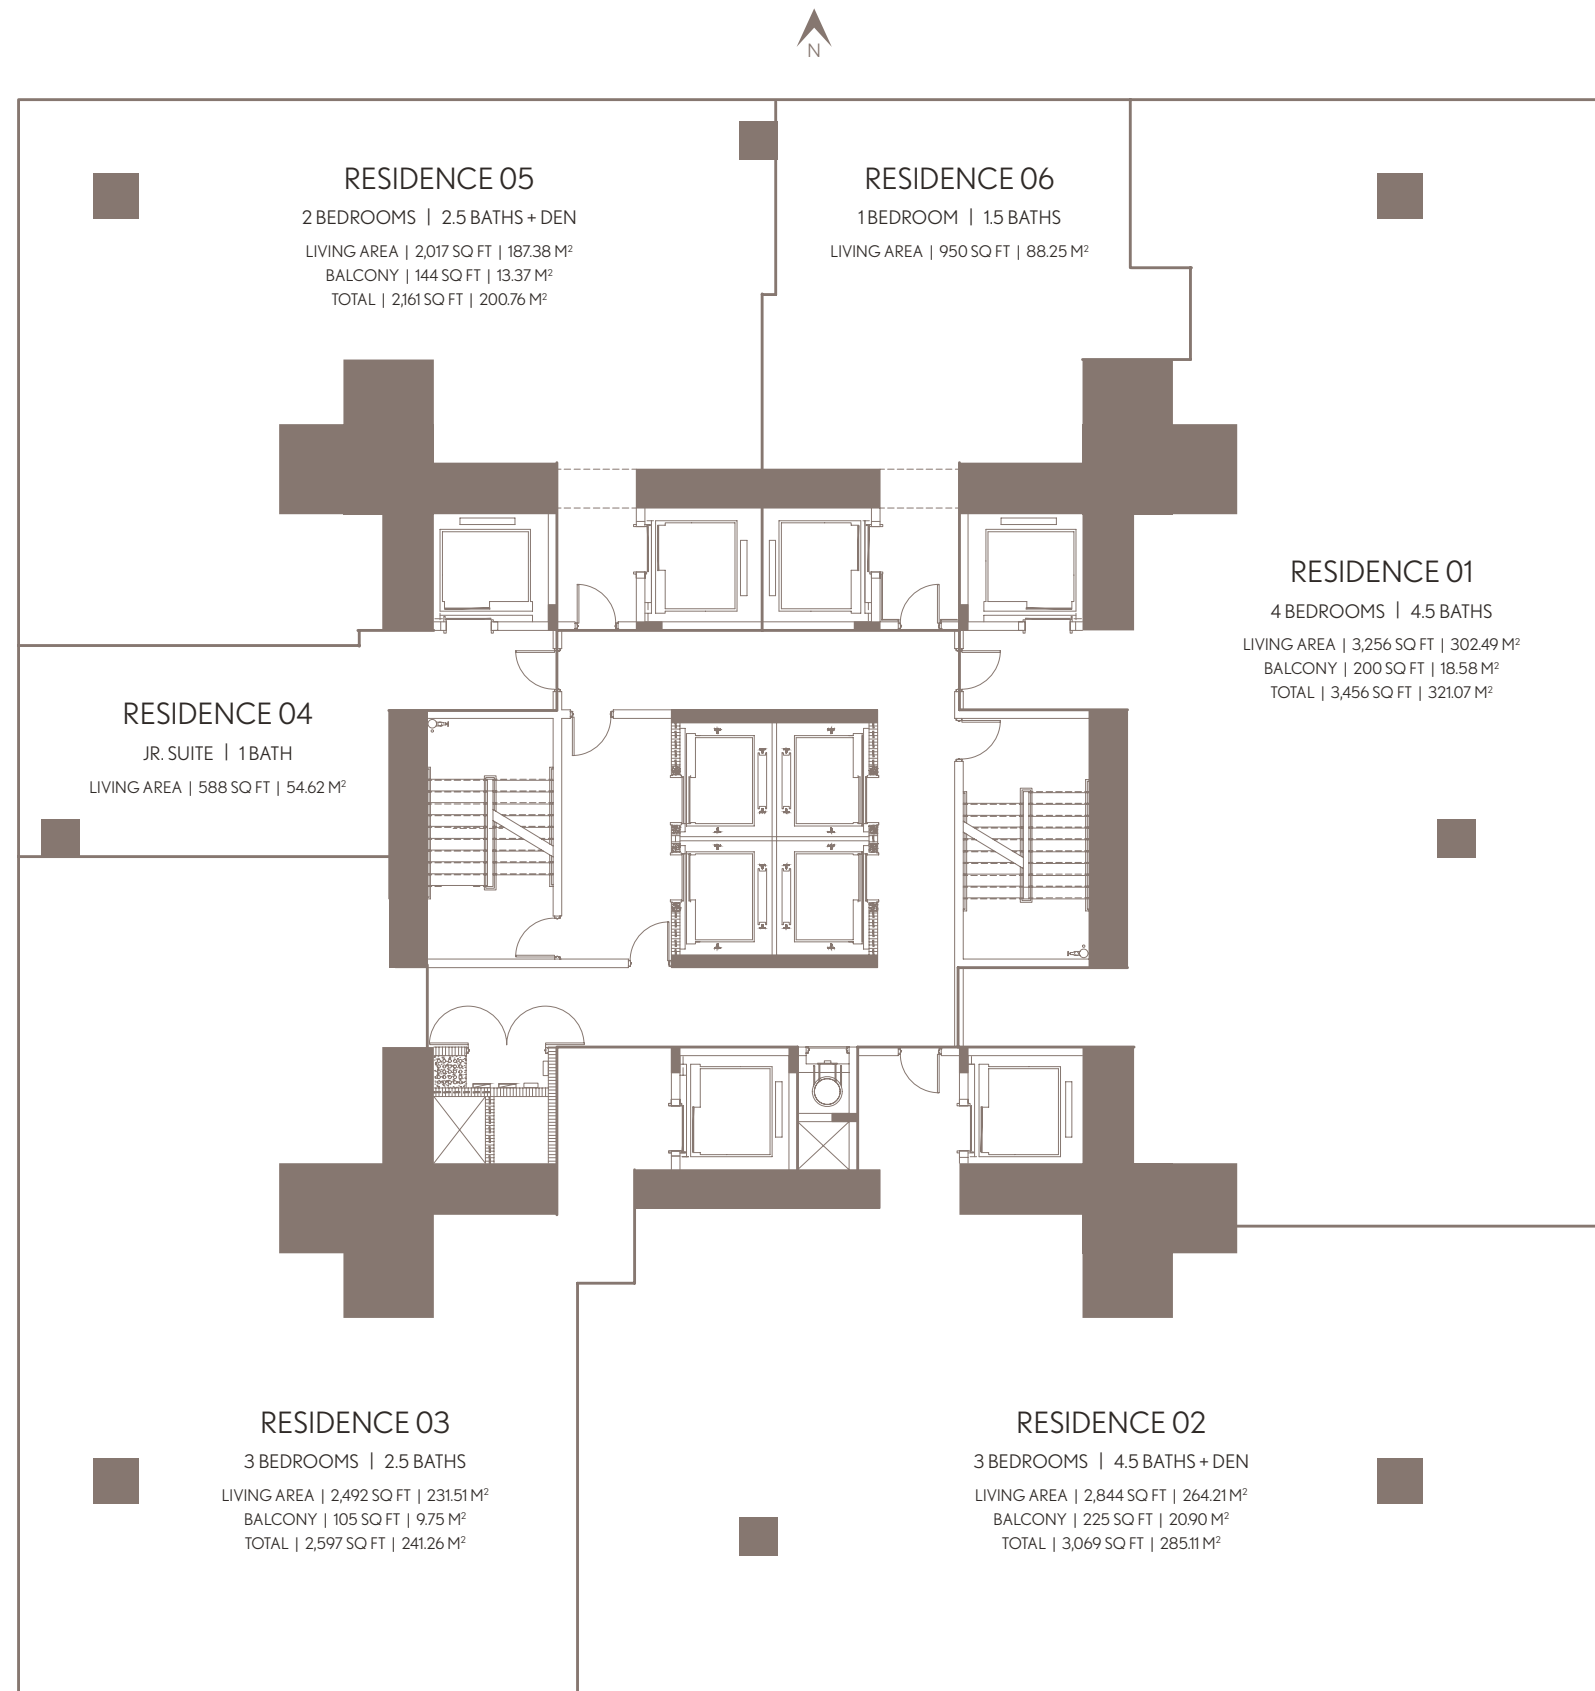 N
RESIDENCE 05
2 BEDROOMS | 2.5 BATHS + DEN
LIVING AREA | 2,017 SQ FT | 187.38 M²
BALCONY | 144 SQ FT | 13.37 M²
TOTAL | 2,161 SQ FT | 200.76 M²
RESIDENCE 06
1 BEDROOM | 1.5 BATHS
LIVING AREA | 950 SQ FT | 88.25 M²
RESIDENCE 01
4 BEDROOMS | 4.5 BATHS
LIVING AREA | 3,256 SQ FT | 302.49 M²
BALCONY | 200 SQ FT | 18.58 M²
TOTAL | 3,456 SQ FT | 321.07 M²
RESIDENCE 04
JR. SUITE | 1 BATH
LIVING AREA | 588 SQ FT | 54.62 M²
RESIDENCE 03
3 BEDROOMS | 2.5 BATHS
LIVING AREA | 2,492 SQ FT | 231.51 M²
BALCONY | 105 SQ FT | 9.75 M²
TOTAL | 2,597 SQ FT | 241.26 M²
RESIDENCE 02
3 BEDROOMS | 4.5 BATHS + DEN
LIVING AREA | 2,844 SQ FT | 264.21 M²
BALCONY | 225 SQ FT | 20.90 M²
TOTAL | 3,069 SQ FT | 285.11 M²